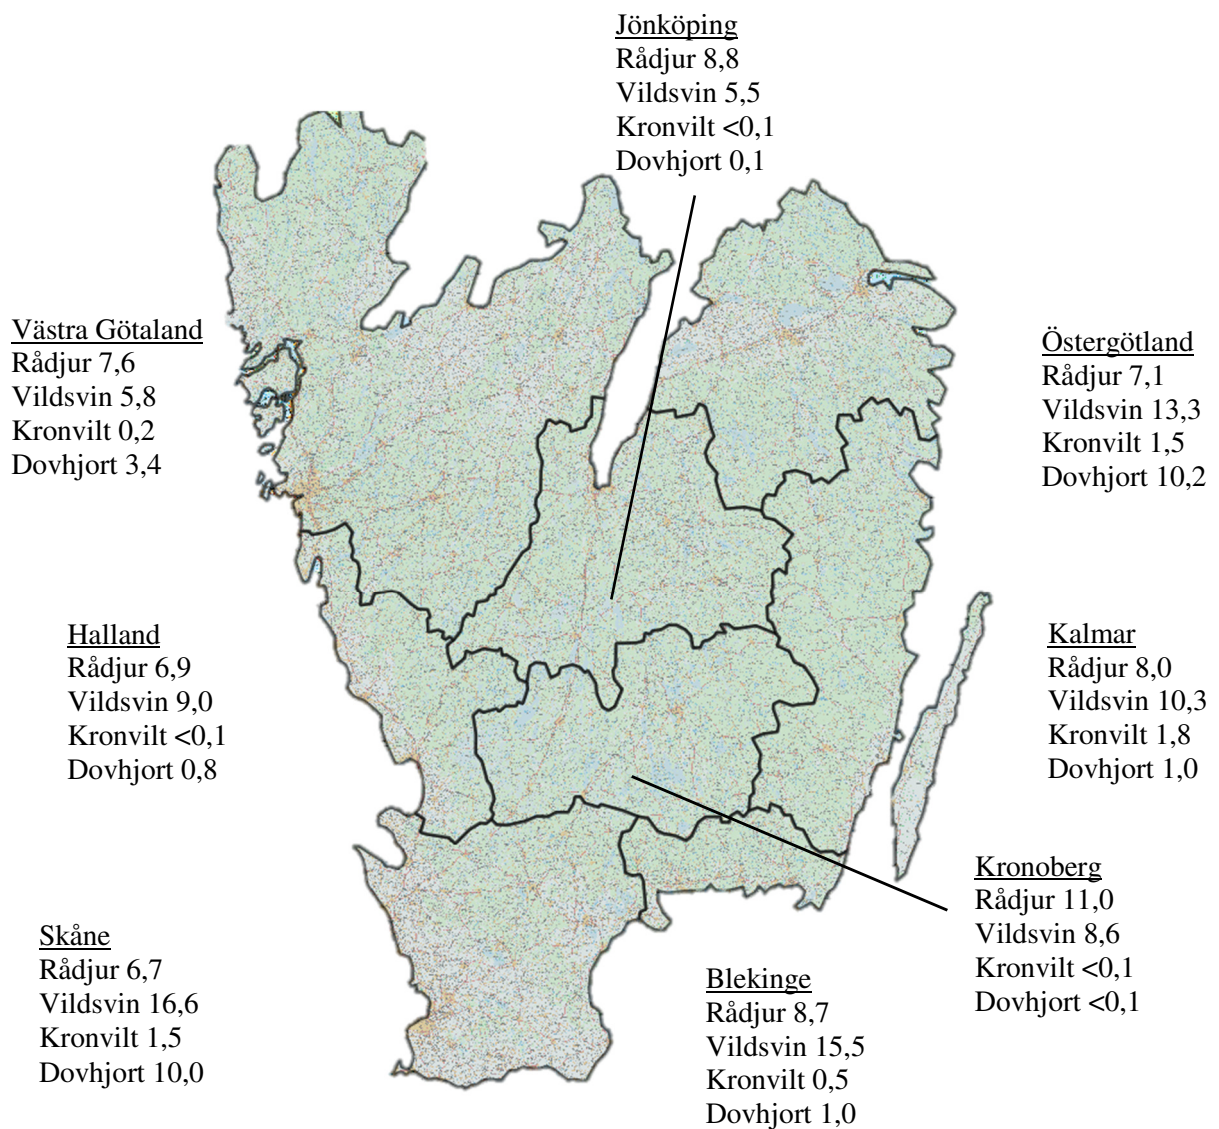 Jönköping
Rådjur 8,8
Vildsvin 5,5
Kronvilt <0,1
Dovhjort 0,1
Västra Götaland
Rådjur 7,6
Vildsvin 5,8
Kronvilt 0,2
Dovhjort 3,4
Östergötland
Rådjur 7,1
Vildsvin 13,3
Kronvilt 1,5
Dovhjort 10,2
Halland
Rådjur 6,9
Vildsvin 9,0
Kronvilt <0,1
Dovhjort 0,8
Kalmar
Rådjur 8,0
Vildsvin 10,3
Kronvilt 1,8
Dovhjort 1,0
Kronoberg
Rådjur 11,0
Vildsvin 8,6
Kronvilt <0,1
Dovhjort <0,1
Skåne
Rådjur 6,7
Vildsvin 16,6
Kronvilt 1,5
Dovhjort 10,0
Blekinge
Rådjur 8,7
Vildsvin 15,5
Kronvilt 0,5
Dovhjort 1,0